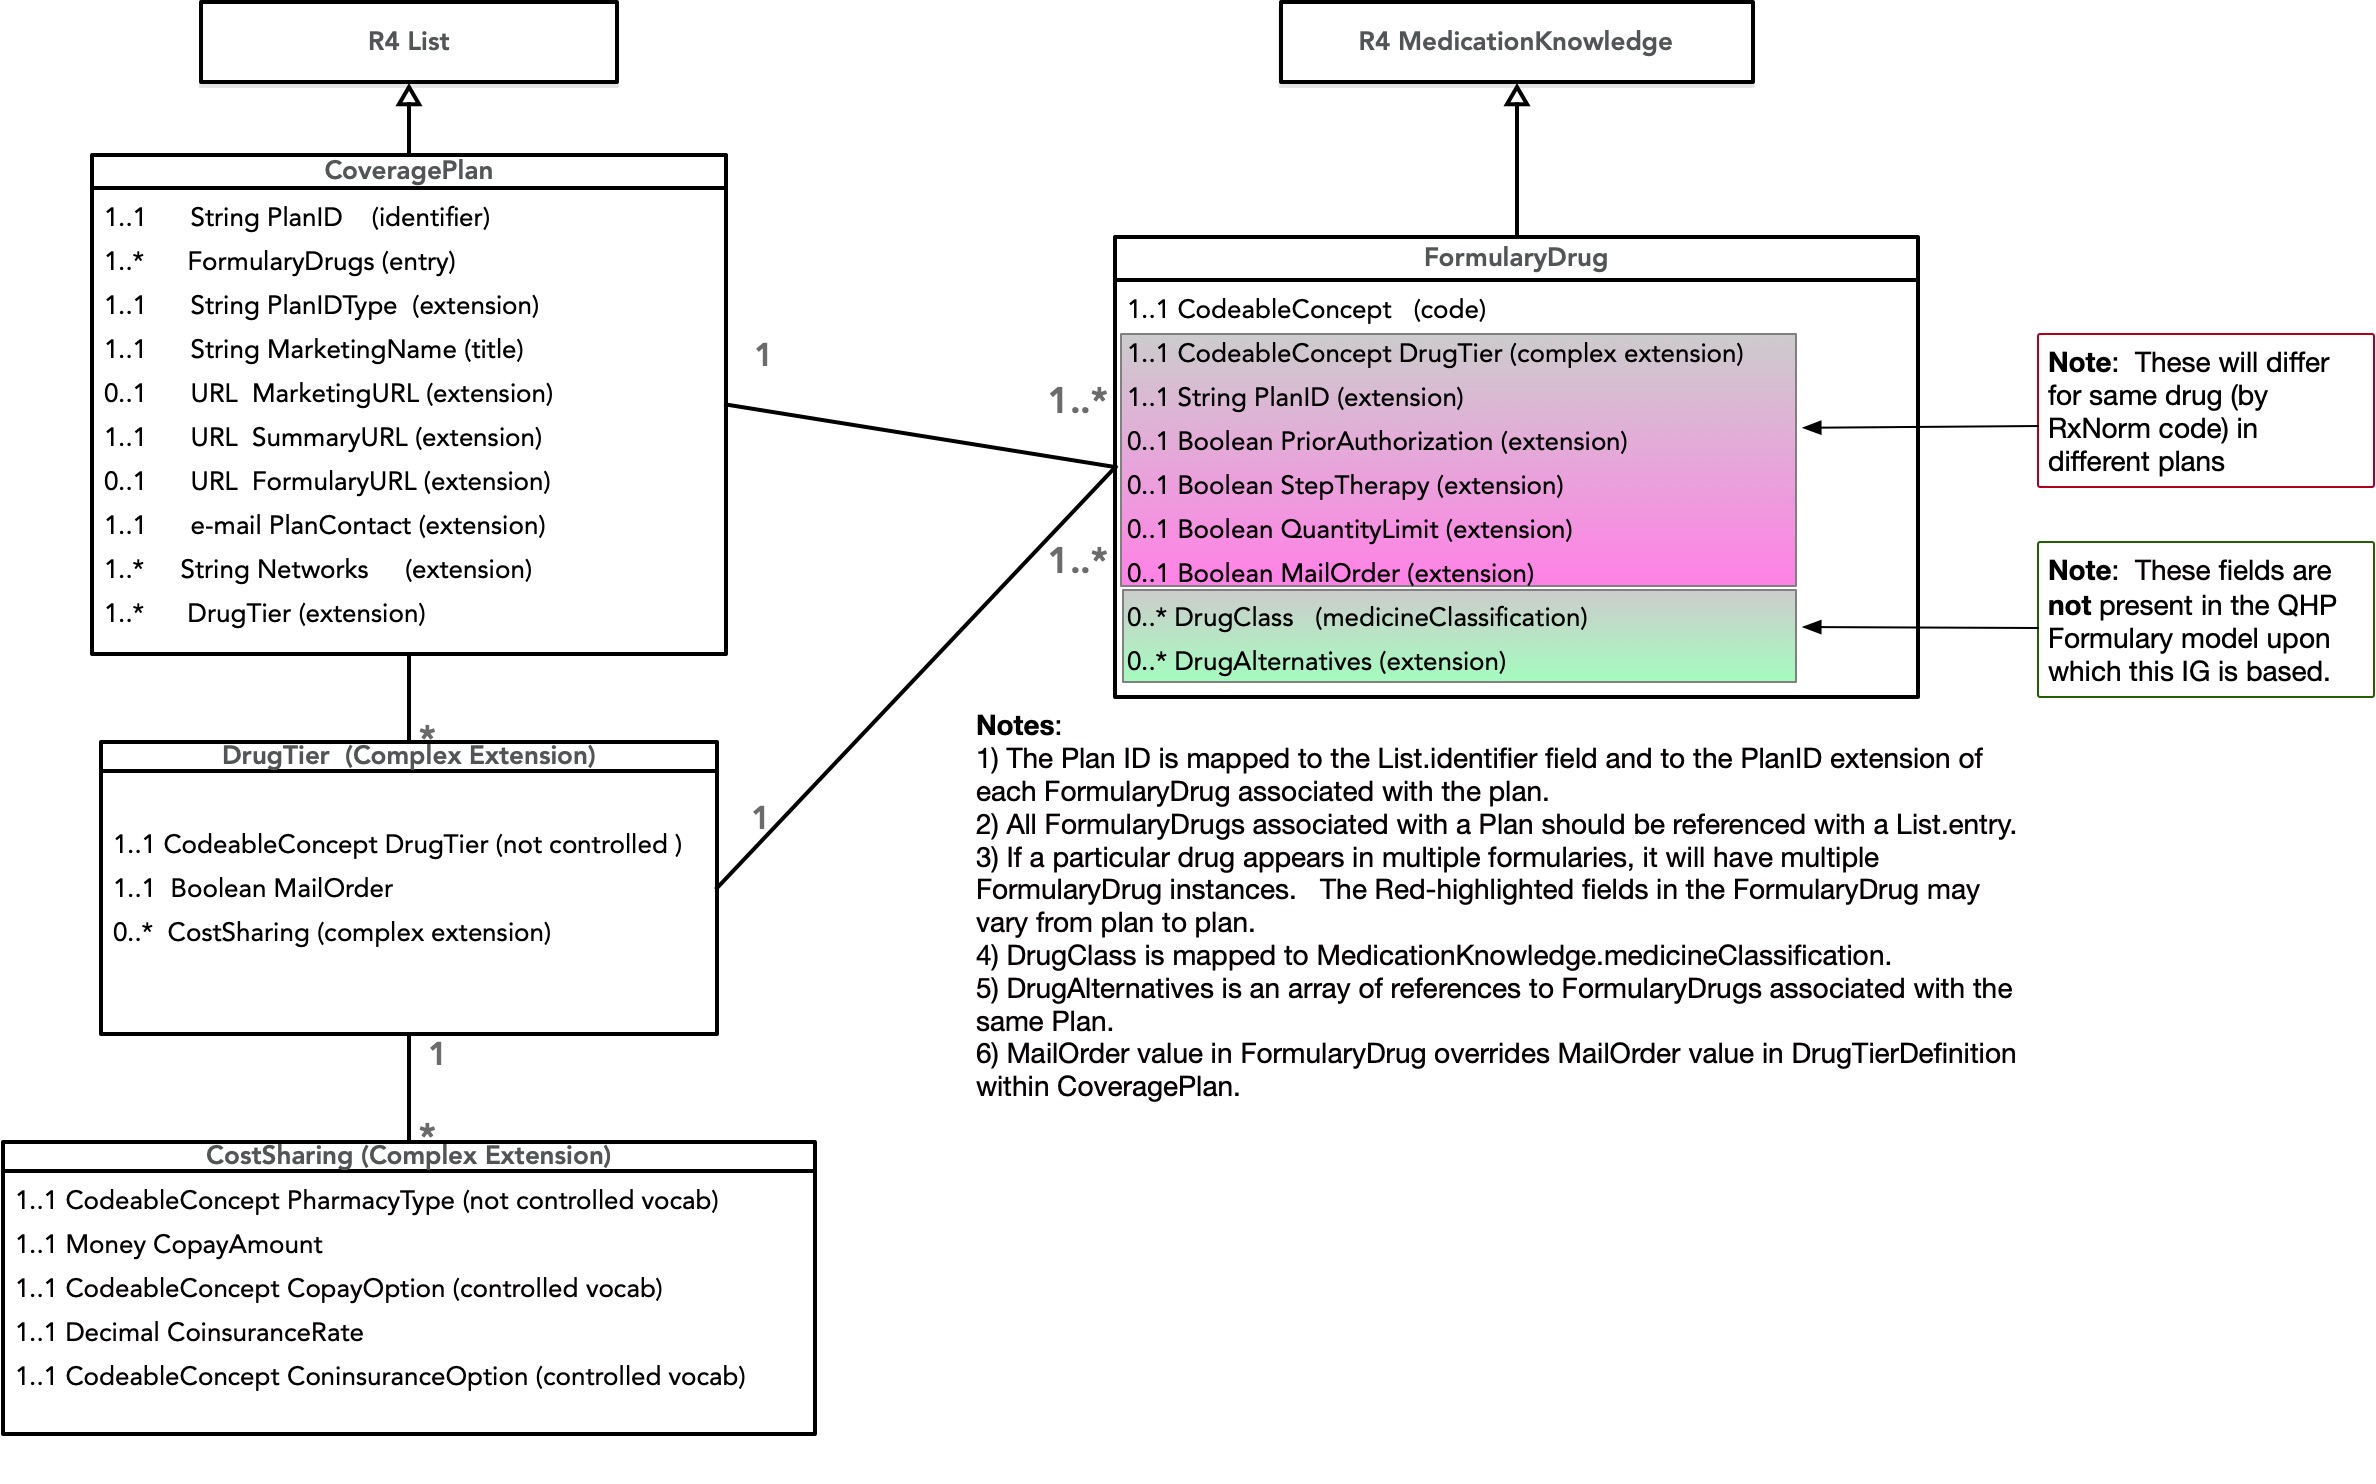 R4 List
R4 MedicationKnowledge
CoveragePlan
1..1 String PlanID (identifier)
1..* FormularyDrugs (entry)
1..1 String PlanIDType (extension)
1..1 String MarketingName (title)
0..1 URL MarketingURL (extension)
1..1 URL SummaryURL (extension)
0..1 URL FormularyURL (extension)
1..1 e-mail PlanContact (extension)
1..* String Networks (extension)
1..* DrugTier (extension)
1
1..*
FormularyDrug
1..1 CodeableConcept (code)
1..1 CodeableConcept DrugTier (complex extension)
1..1 String PlanID (extension)
0..1 Boolean PriorAuthorization (extension)
0..1 Boolean StepTherapy (extension)
0..1 Boolean QuantityLimit (extension)
0..1 Boolean MailOrder (extension)
0..* DrugClass (medicineClassification)
0..* DrugAlternatives (extension)
Note: These will differ
for same drug (by
RxNorm code) in
different plans
Note: These fields are
not present in the QHP
Formulary model upon
which this IG is based.
1..*
1
*
DrugTier (Complex Extension)
1..1 CodeableConcept DrugTier (not controlled )
1..1 Boolean MailOrder
0..* CostSharing (complex extension)
1
*
CostSharing (Complex Extension)
1..1 CodeableConcept PharmacyType (not controlled vocab)
1..1 Money CopayAmount
1..1 CodeableConcept CopayOption (controlled vocab)
1..1 Decimal CoinsuranceRate
1..1 CodeableConcept ConinsuranceOption (controlled vocab)
Notes:
1) The Plan ID is mapped to the List.identifier field and to the PlanID extension of
each FormularyDrug associated with the plan.
2) All FormularyDrugs associated with a Plan should be referenced with a List.entry.
3) If a particular drug appears in multiple formularies, it will have multiple
FormularyDrug instances. The Red-highlighted fields in the FormularyDrug may
vary from plan to plan.
4) DrugClass is mapped to MedicationKnowledge.medicineClassification.
5) DrugAlternatives is an array of references to FormularyDrugs associated with the
same Plan.
6) MailOrder value in FormularyDrug overrides MailOrder value in DrugTierDefinition
within CoveragePlan.